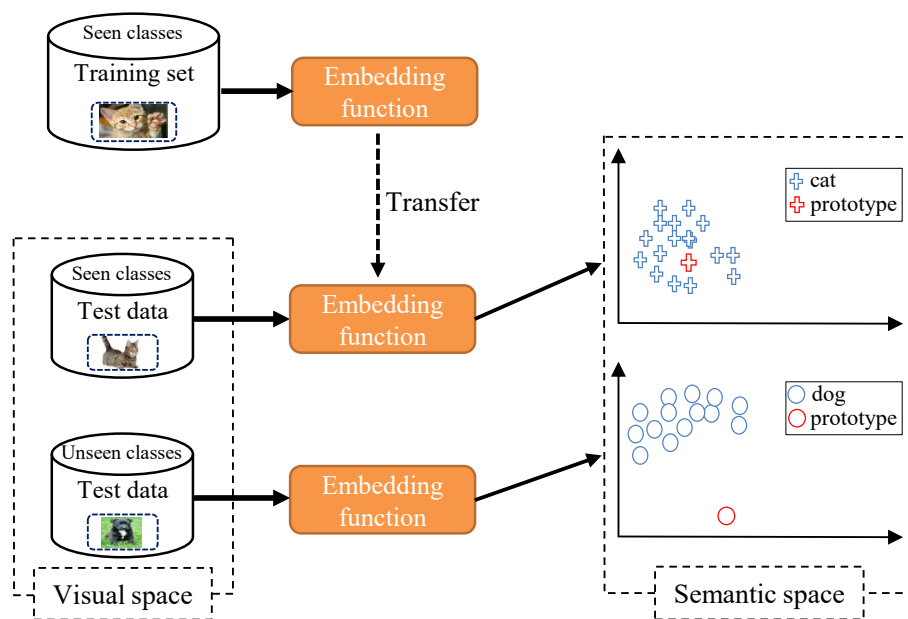 Seen classes
Training set
Embedding
function
Transfer
Seen classes
Test data
Embedding
function
cat
prototype
Unseen classes
Test data
Embedding
function
dog
prototype
Visual space
Semantic space